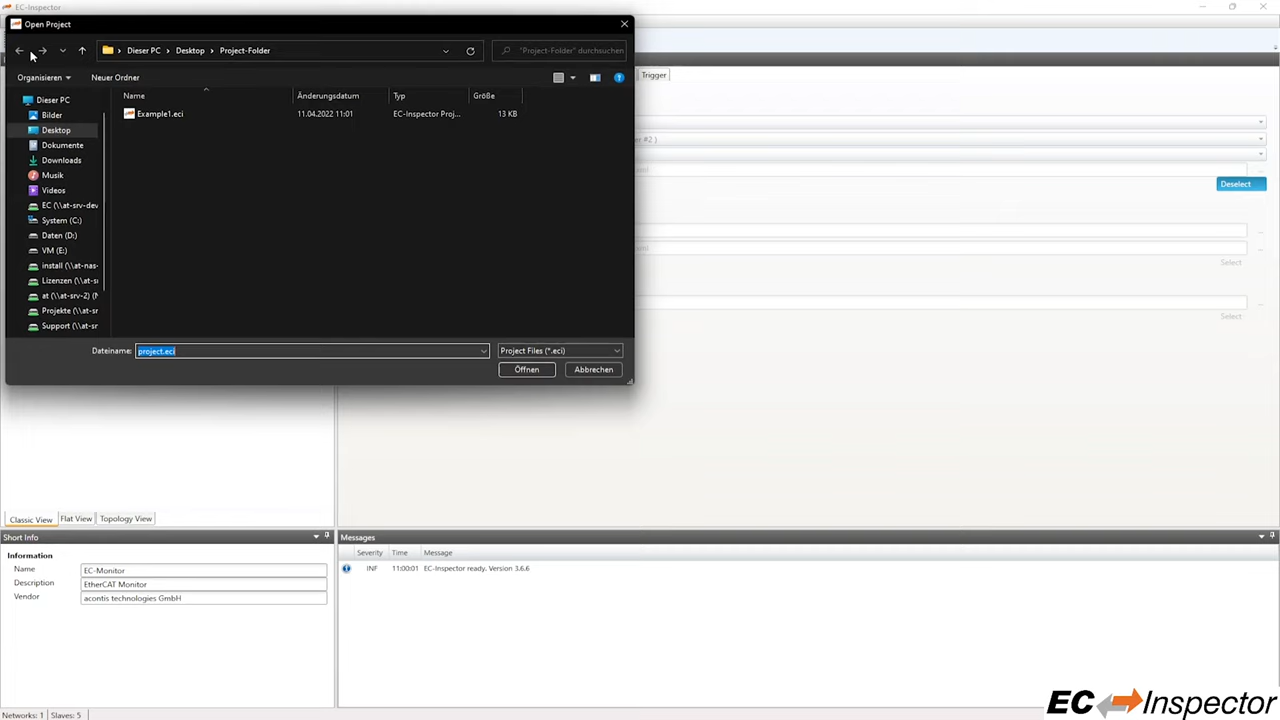 EC-Inspector
Open Project
Dieser PC
Desktop
Project-Folder
"Project-Folder" durchsuchen
Organisieren
Neuer Ordner
Trigger
Name
Änderungsdatum
Typ
Größe
Example1.eci
11.04.2022 11:01
EC-Inspector Proj...
13 KB
Dieser PC
Bilder
Desktop
Dokumente
Downloads
Musik
Videos
EC (\\at-srv-dev
System (C:)
Daten (D:)
VM (E:)
install (\\at-nas-
Lizenzen (\\at-s
at (\\at-srv-2) (
Projekte (\\at-sr
Support (\\at-sr
#2 )
Deselect
...
Select
...
Select
Dateiname:
project.eci
Project Files (*.eci)
Öffnen
Abbrechen
Classic View
Flat View
Topology View
Short Info
Information
Name
EC-Monitor
Description
EtherCAT Monitor
Vendor
acontis technologies GmbH
Messages
Severity
Time
Message
INF
11:00:01
EC-Inspector ready. Version 3.6.6
Networks: 1
Slaves: 5
EC Inspector